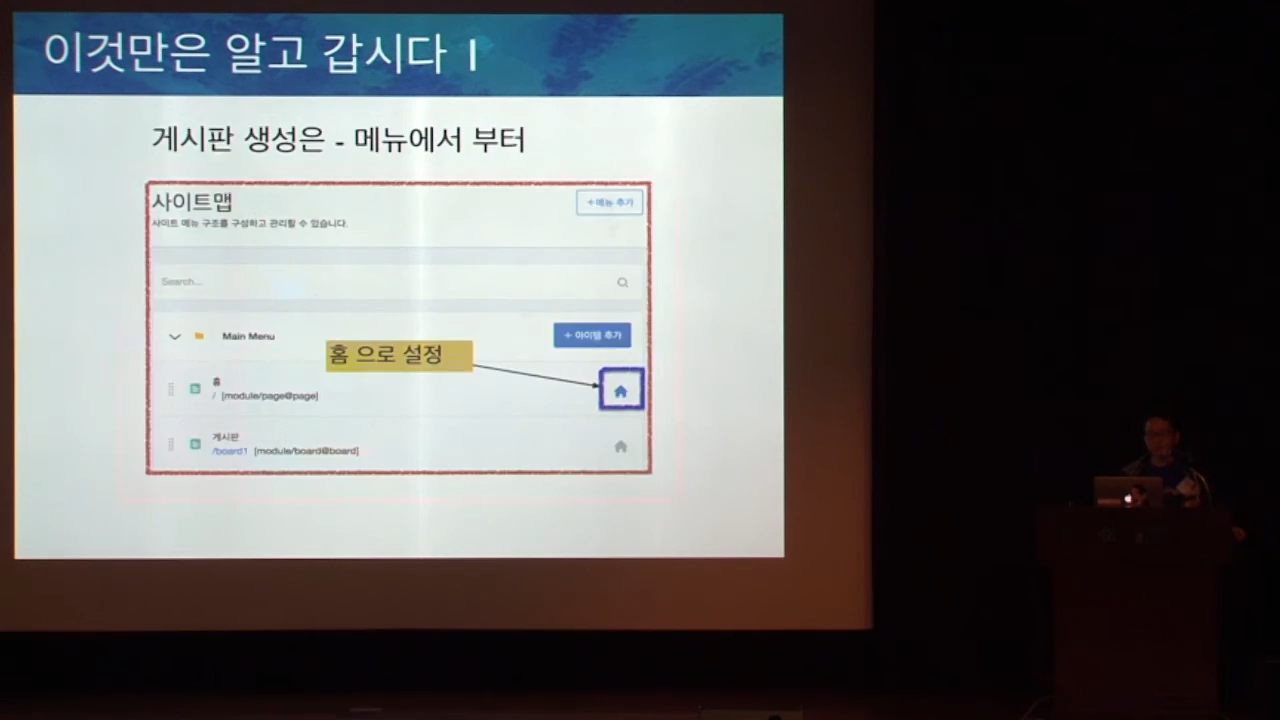 이것만은 알고 갑시다 I
게시판 생성은 - 메뉴에서 부터
사이트맵
+메뉴 추가
사이트 메뉴 구조를 구성하고 관리할 수 있습니다.
Search...
Main Menu
+ 아이템 추가
홈 으로 설정
홈
/ [module/page@page]
게시판
/board1 [module/board@board]